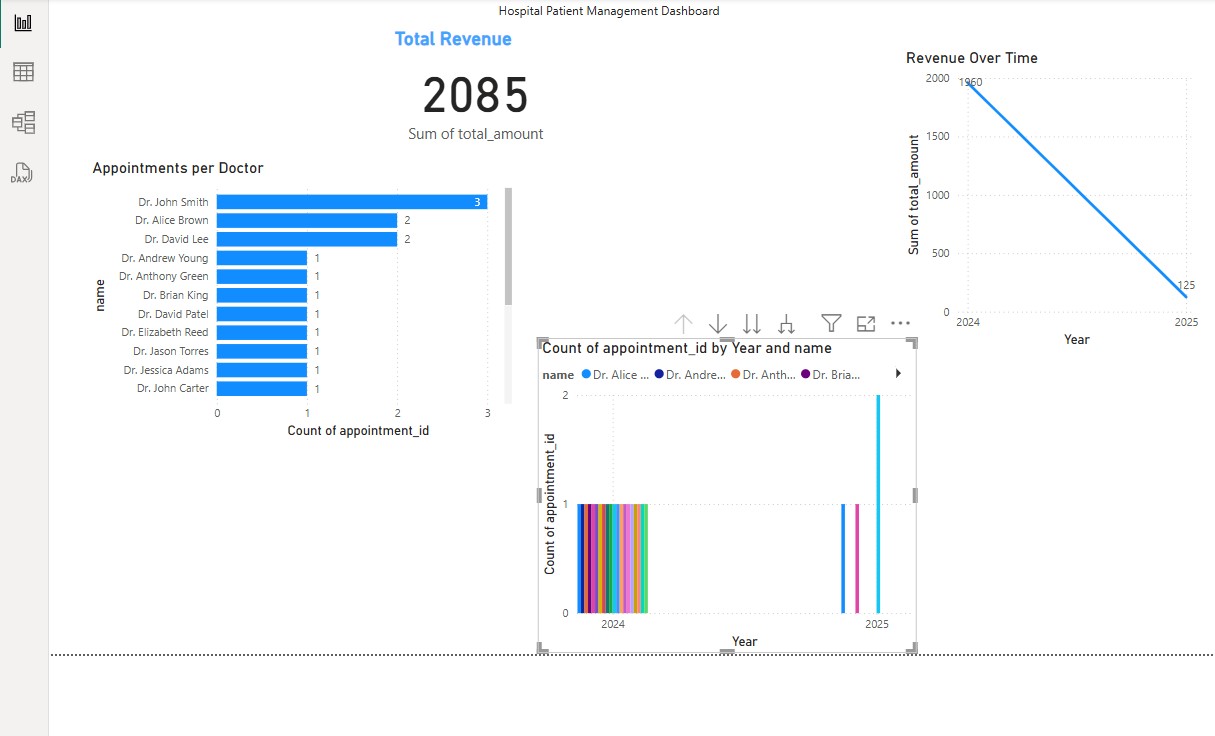 Hospital Patient Management Dashboard
Total Revenue
2085
Sum of total_amount
DAX
Appointments per Doctor
name
Dr. John Smith 3
Dr. Alice Brown 2
Dr. David Lee 2
Dr. Andrew Young 1
Dr. Anthony Green 1
Dr. Brian King 1
Dr. David Patel 1
Dr. Elizabeth Reed 1
Dr. Jason Torres 1
Dr. Jessica Adams 1
Dr. John Carter 1
0 1 2 3
Count of appointment_id
Revenue Over Time
Sum of total_amount
2000
1500
1000
500
0
1960
125
2024 2025
Year
Count of appointment_id by Year and name
name Dr. Alice ... Dr. Andre... Dr. Anth... Dr. Bria...
Count of appointment_id
2
1
0
2024 2025
Year